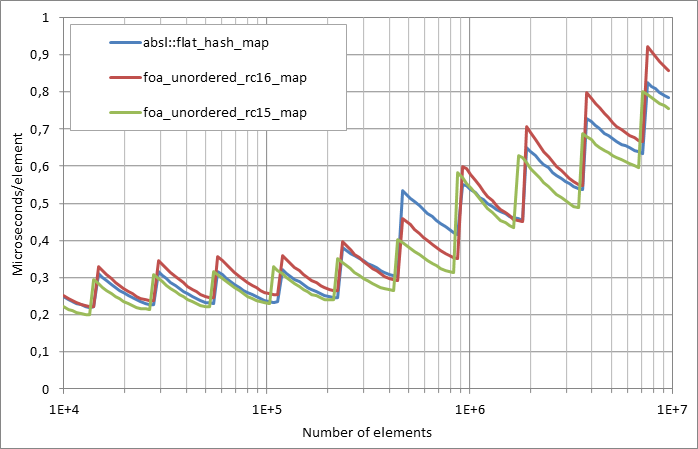 Microseconds/element
1
0,9
0,8
0,7
0,6
0,5
0,4
0,3
0,2
0,1
0
absl::flat_hash_map
foa_unordered_rc16_map
foa_unordered_rc15_map
1E+4 1E+5 1E+6 1E+7
Number of elements